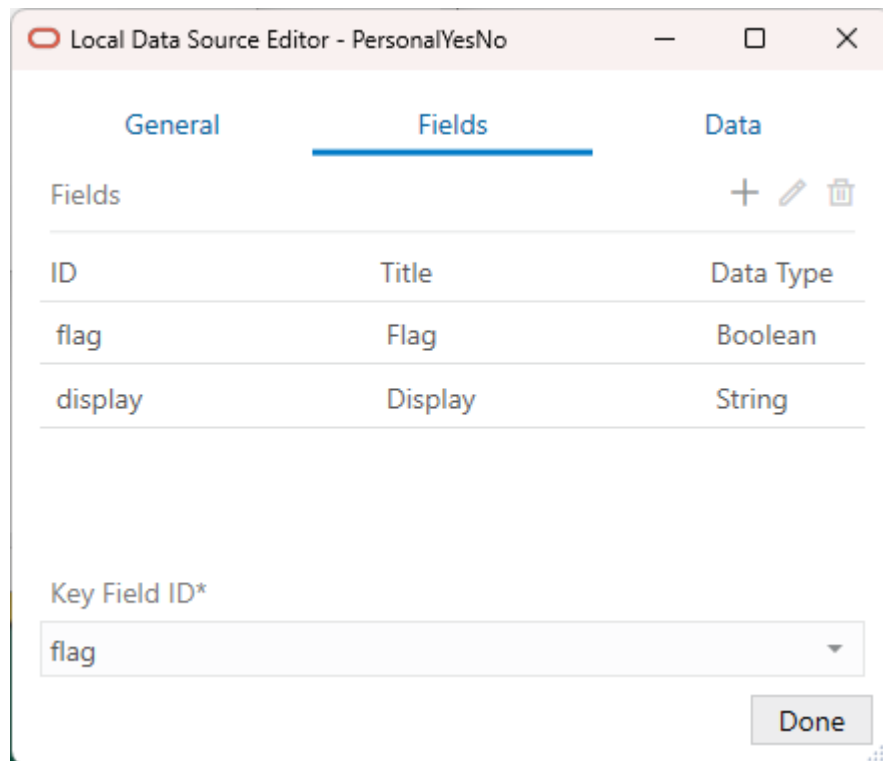 Local Data Source Editor - PersonalYesNo
General Fields Data
Fields
ID Title Data Type
flag Flag Boolean
display Display String
Key Field ID*
flag
Done